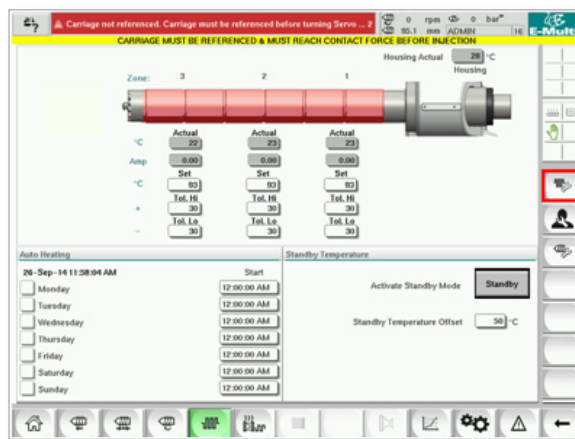 Carriage not referenced. Carriage must be referenced before turning Servo ... 2
0 rpm 0 bar"
95.1 mm ADMIN 16
E-Multi
CARRIAGE MUST BE REFERENCED & MUST REACH CONTACT FORCE BEFORE INJECTION
Housing Actual 28 °C
Housing
Zone: 3 2 1
Actual Actual Actual
°C 22 23 23
Amp 0.00 0.00 0.00
Set Set Set
°C 93 93 93
Tol. Hi Tol. Hi Tol. Hi
+ 30 30 30
Tol. Lo Tol. Lo Tol. Lo
- 30 30 30
Auto Heating
26-Sep-14 11:58:04 AM Start
Monday 12:00:00 AM
Tuesday 12:00:00 AM
Wednesday 12:00:00 AM
Thursday 12:00:00 AM
Friday 12:00:00 AM
Saturday 12:00:00 AM
Sunday 12:00:00 AM
Standby Temperature
Activate Standby Mode Standby
Standby Temperature Offset 50 °C